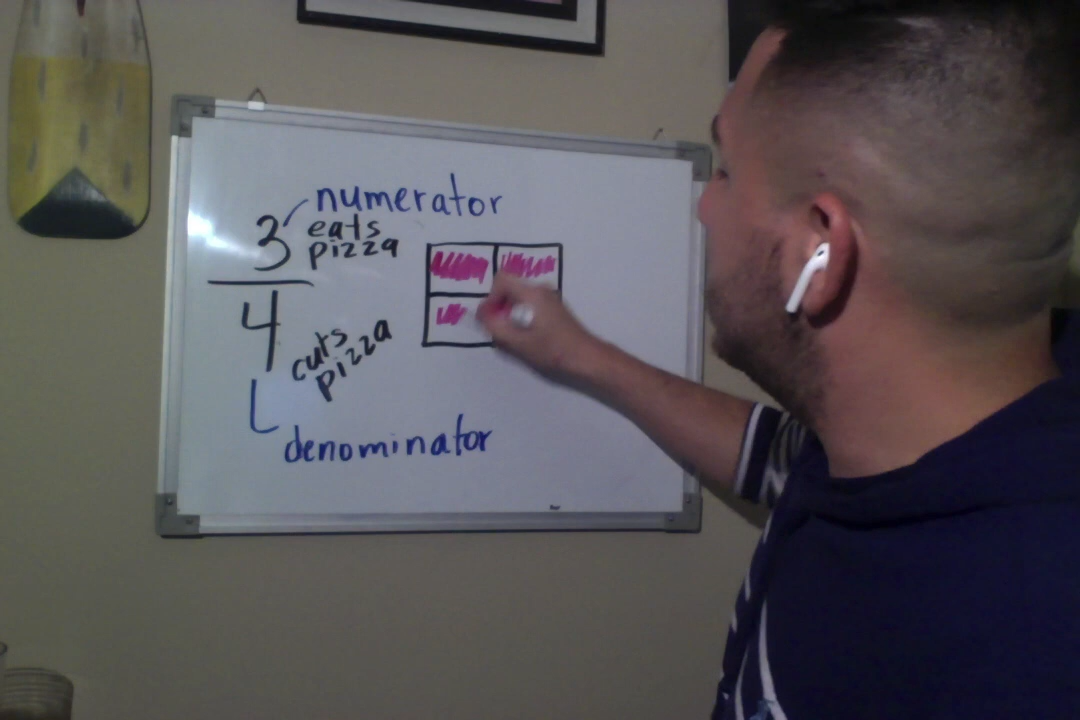 numerator
3
eats
pizza
4
cuts
pizza
denominator